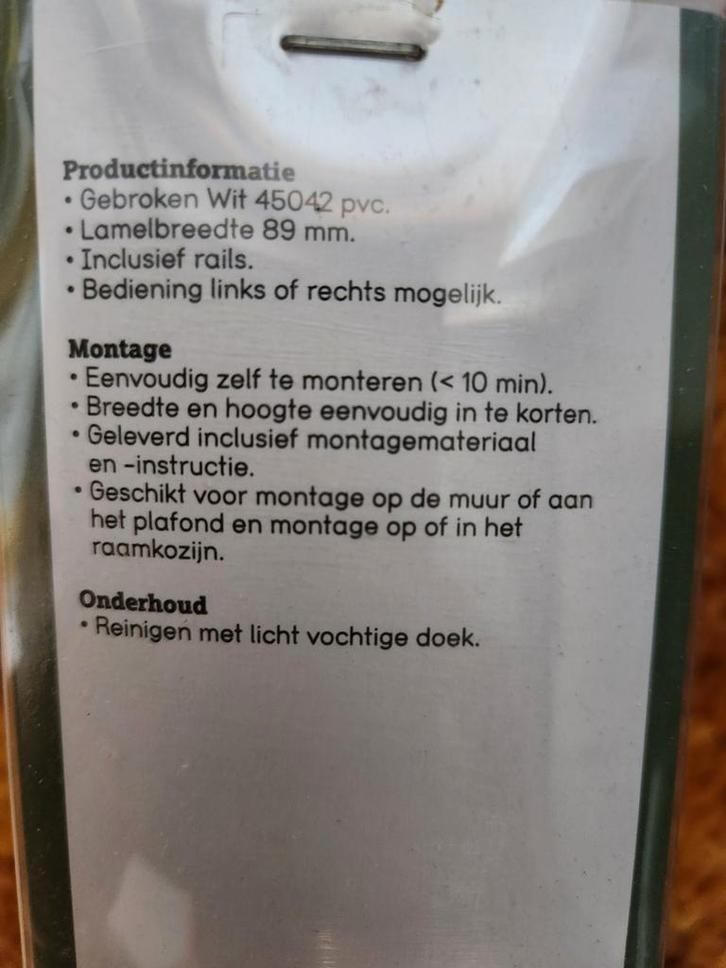 Productinformatie
• Gebroken Wit 45042 pvc.
• Lamelbreedte 89 mm.
• Inclusief rails.
• Bediening links of rechts mogelijk.
Montage
• Eenvoudig zelf te monteren (< 10 min).
• Breedte en hoogte eenvoudig in te korten.
• Geleverd inclusief montagemateriaal
en -instructie.
• Geschikt voor montage op de muur of aan
het plafond en montage op of in het
raamkozijn.
Onderhoud
• Reinigen met licht vochtige doek.